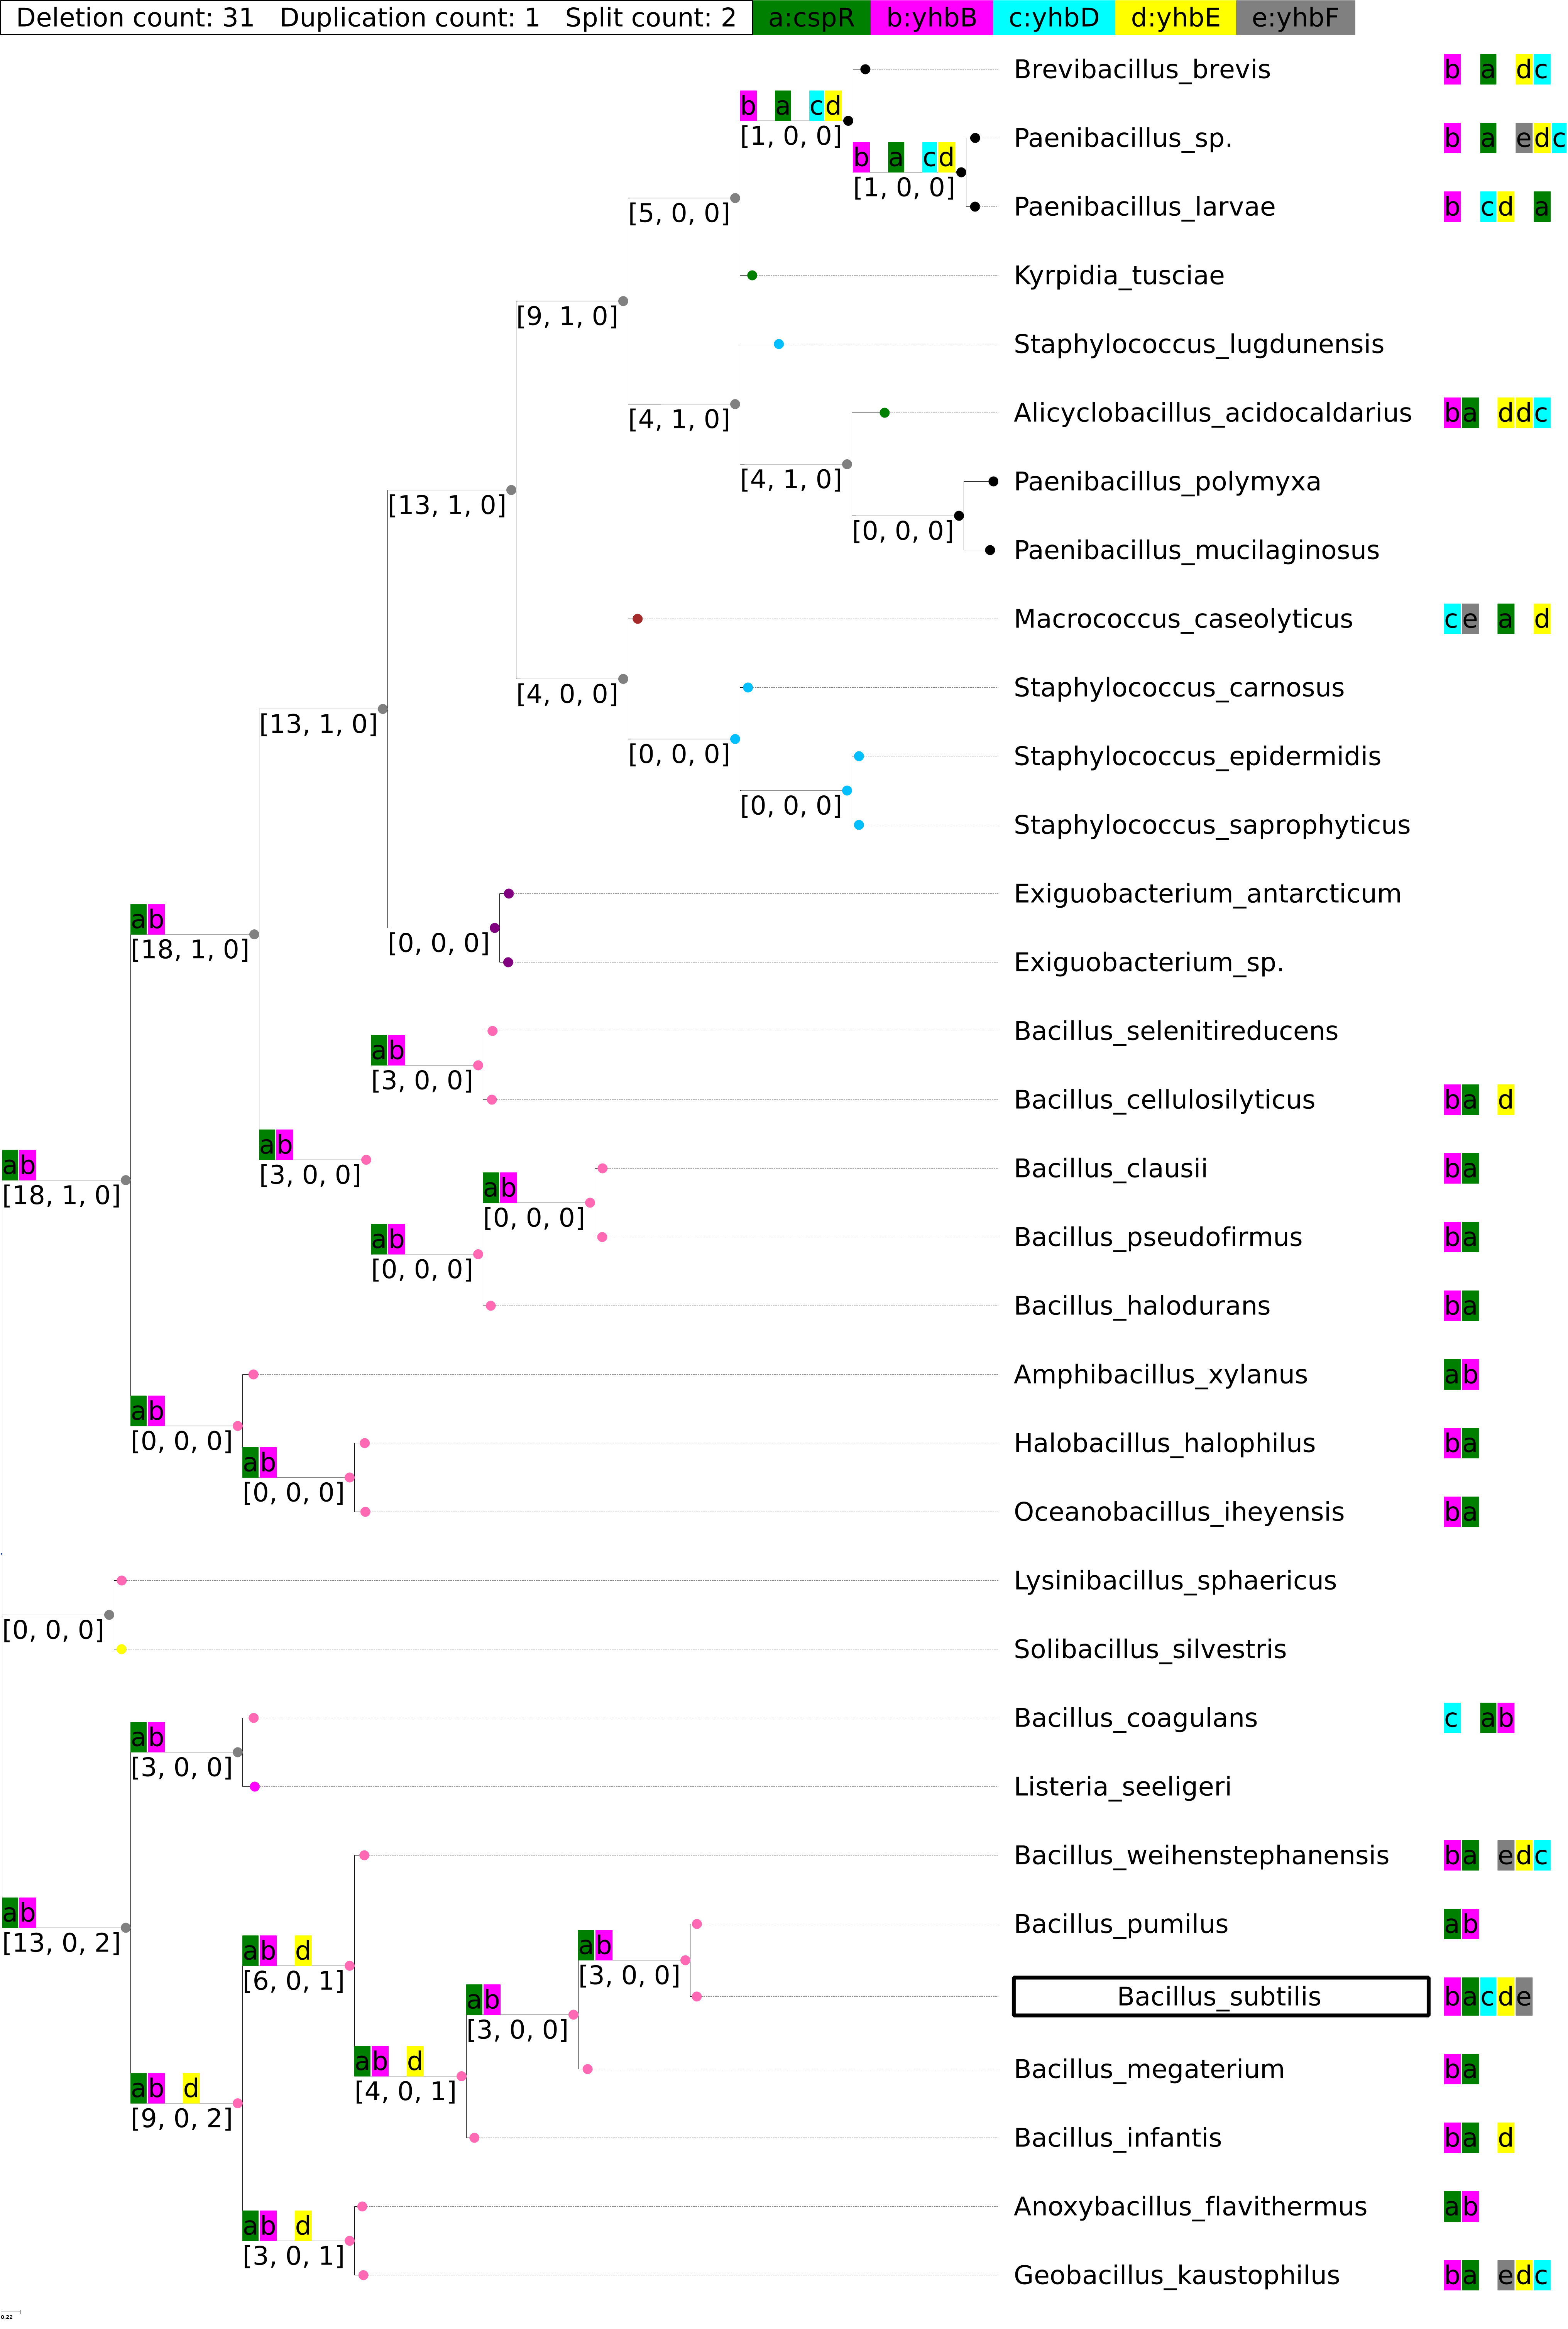 Deletion count: 31 Duplication count: 1 Split count: 2 a:cspR b:yhbB c:yhbD d:yhbE e:yhbF
Brevibacillus_brevis b a dc
b a cd
[1, 0, 0]
Paenibacillus_sp. b a edc
b a cd
[1, 0, 0]
Paenibacillus_larvae b cd a
[5, 0, 0]
Kyrpidia_tusciae
[9, 1, 0]
Staphylococcus_lugdunensis
[4, 1, 0]
Alicyclobacillus_acidocaldarius ba ddc
[4, 1, 0]
Paenibacillus_polymyxa
[13, 1, 0]
[0, 0, 0]
Paenibacillus_mucilaginosus
Macrococcus_caseolyticus ce a d
[4, 0, 0]
Staphylococcus_carnosus
[13, 1, 0]
[0, 0, 0]
Staphylococcus_epidermidis
[0, 0, 0]
Staphylococcus_saprophyticus
Exiguobacterium_antarcticum
ab
[18, 1, 0]
[0, 0, 0]
Exiguobacterium_sp.
Bacillus_selenitireducens
ab
[3, 0, 0]
Bacillus_cellulosilyticus ba d
ab
[3, 0, 0]
ab
[18, 1, 0]
Bacillus_clausii ba
ab
[0, 0, 0]
Bacillus_pseudofirmus ba
ab
[0, 0, 0]
Bacillus_halodurans ba
Amphibacillus_xylanus ab
ab
[0, 0, 0]
Halobacillus_halophilus ba
ab
[0, 0, 0]
Oceanobacillus_iheyensis ba
Lysinibacillus_sphaericus
[0, 0, 0]
Solibacillus_silvestris
Bacillus_coagulans c ab
ab
[3, 0, 0]
Listeria_seeligeri
Bacillus_weihenstephanensis ba edc
ab
[13, 0, 2]
Bacillus_pumilus ab
ab d
[6, 0, 1]
ab
[3, 0, 0]
Bacillus_subtilis bacde
ab
[3, 0, 0]
Bacillus_megaterium ba
ab d
[4, 0, 1]
ab d
[9, 0, 2]
Bacillus_infantis ba d
Anoxybacillus_flavithermus ab
ab d
[3, 0, 1]
Geobacillus_kaustophilus ba edc
0.22